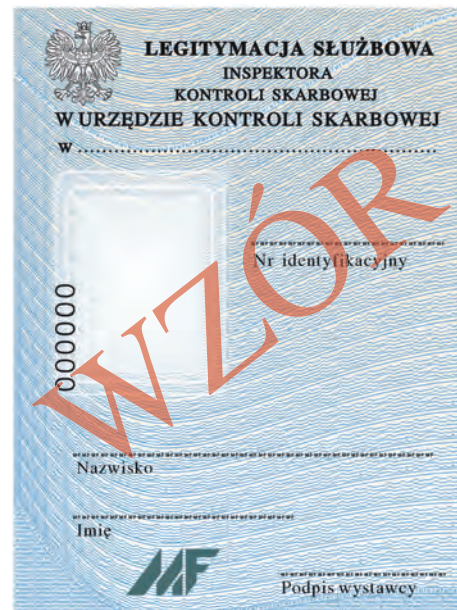 LEGITYMACJA SŁUŻBOWA
INSPEKTORA
KONTROLI SKARBOWEJ
W URZĘDZIE KONTROLI SKARBOWEJ
w ................................................................
Nr identyfikacyjny
000000
WZÓR
Nazwisko
Imię
MF
Podpis wystawcy